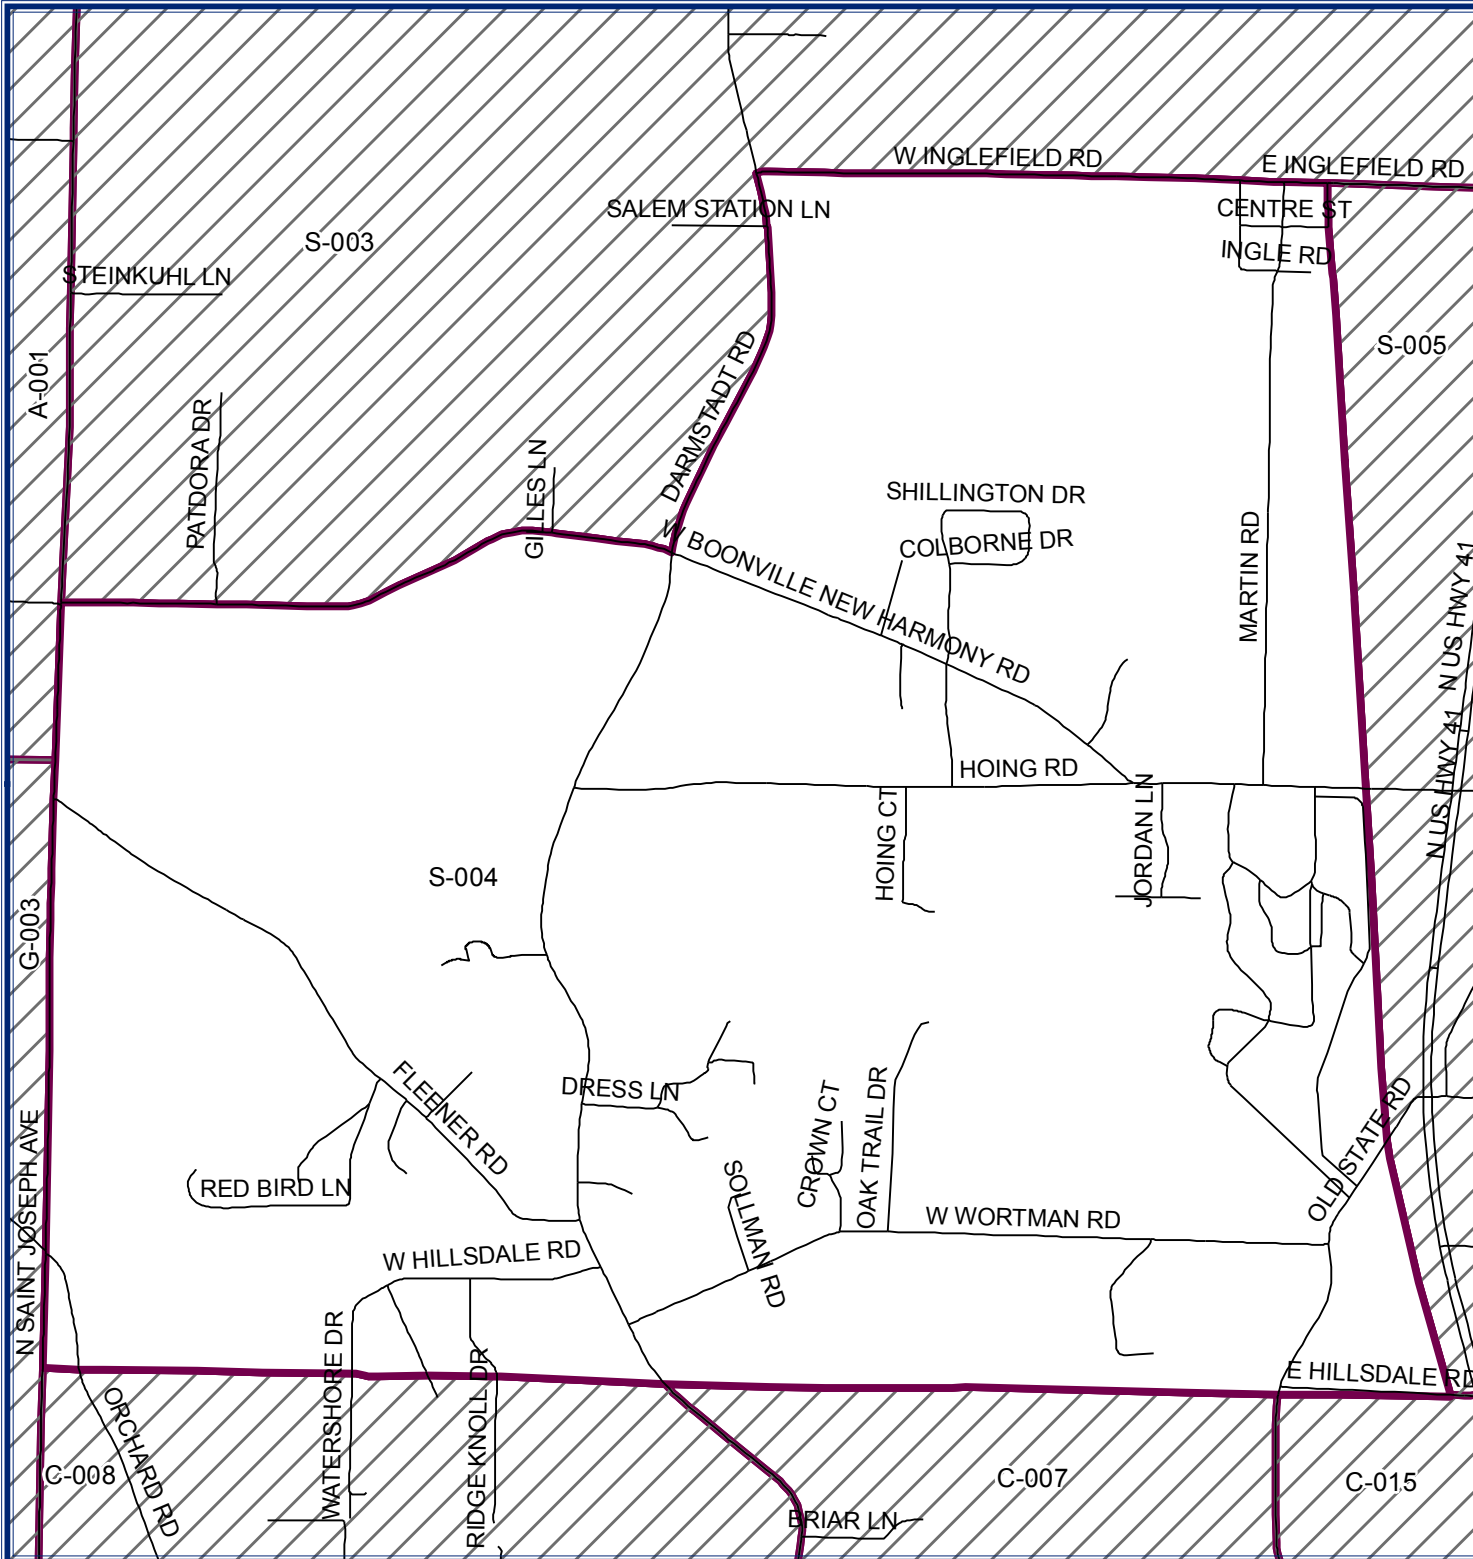 W INGLEFIELD RD
E INGLEFIELD RD
SALEM STATION LN
CENTRE ST
S-003
INGLE RD
STEINKUHL LN
S-005
A-001
DARMSTADT RD
PATDORA DR
GILLES LN
SHILLINGTON DR
COLBORNE DR
W BOONVILLE NEW HARMONY RD
MARTIN RD
N US HWY 41
N US HWY 41
HOING RD
HOING CT
JORDAN LN
S-004
G-003
FLEENER RD
DRESS LN
CROWN CT
OAK TRAIL DR
OLD STATE RD
RED BIRD LN
SOLLMAN RD
W WORTMAN RD
N SAINT JOSEPH AVE
W HILLSDALE RD
WATERSHORE DR
RIDGE KNOLL DR
E HILLSDALE RD
ORCHARD RD
C-008
C-007
C-015
BRIAR LN